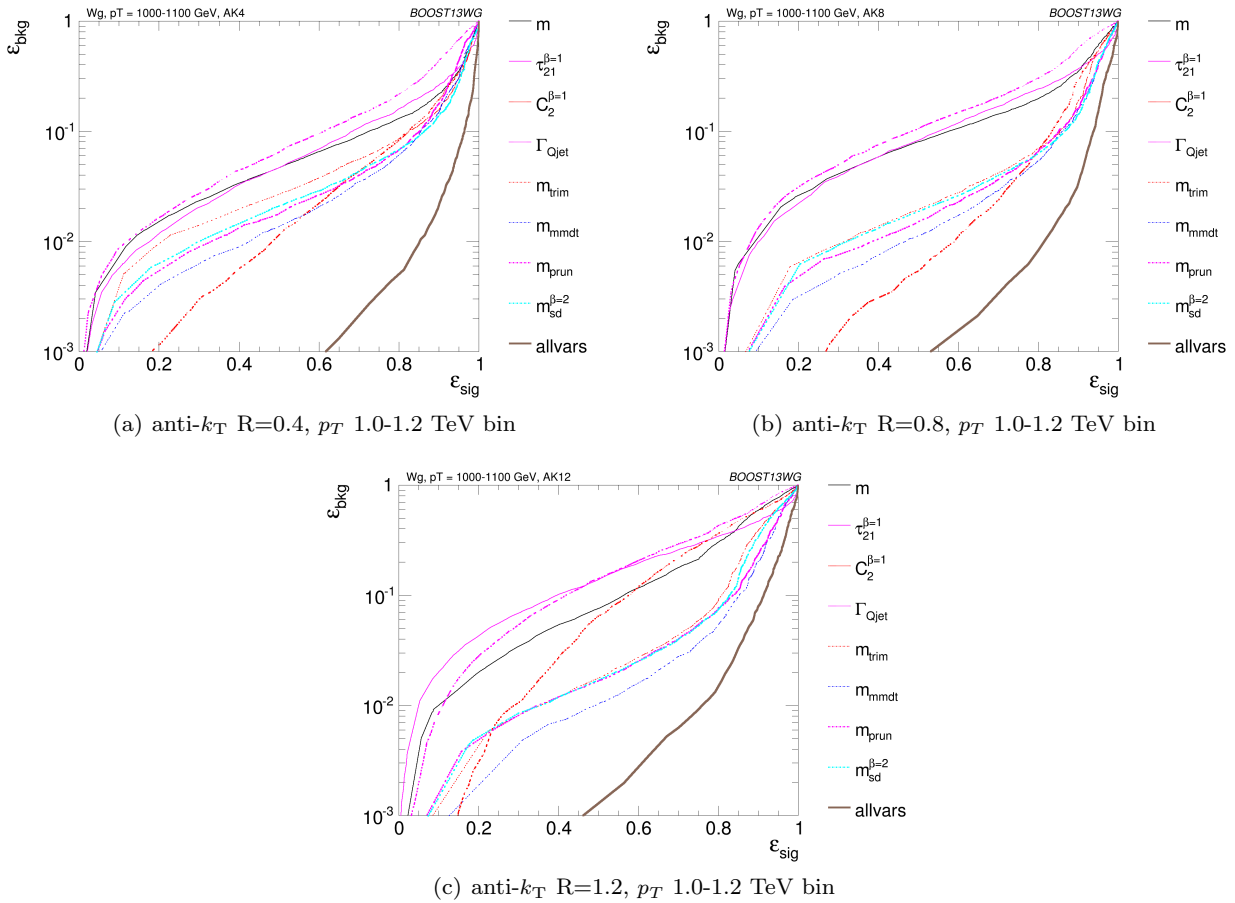 Wg, pT = 1000-1100 GeV, AK4 BOOST13WG
ε_bkg
1
10^-1
10^-2
10^-3
0 0.2 0.4 0.6 0.8 1
ε_sig
m
τ_21^β=1
C_2^β=1
Γ_Qjet
m_trim
m_mmdt
m_prun
m_sd^β=2
allvars
(a) anti-k_T R=0.4, p_T 1.0-1.2 TeV bin
Wg, pT = 1000-1100 GeV, AK8 BOOST13WG
ε_bkg
1
10^-1
10^-2
10^-3
0 0.2 0.4 0.6 0.8 1
ε_sig
m
τ_21^β=1
C_2^β=1
Γ_Qjet
m_trim
m_mmdt
m_prun
m_sd^β=2
allvars
(b) anti-k_T R=0.8, p_T 1.0-1.2 TeV bin
Wg, pT = 1000-1100 GeV, AK12 BOOST13WG
ε_bkg
1
10^-1
10^-2
10^-3
0 0.2 0.4 0.6 0.8 1
ε_sig
m
τ_21^β=1
C_2^β=1
Γ_Qjet
m_trim
m_mmdt
m_prun
m_sd^β=2
allvars
(c) anti-k_T R=1.2, p_T 1.0-1.2 TeV bin